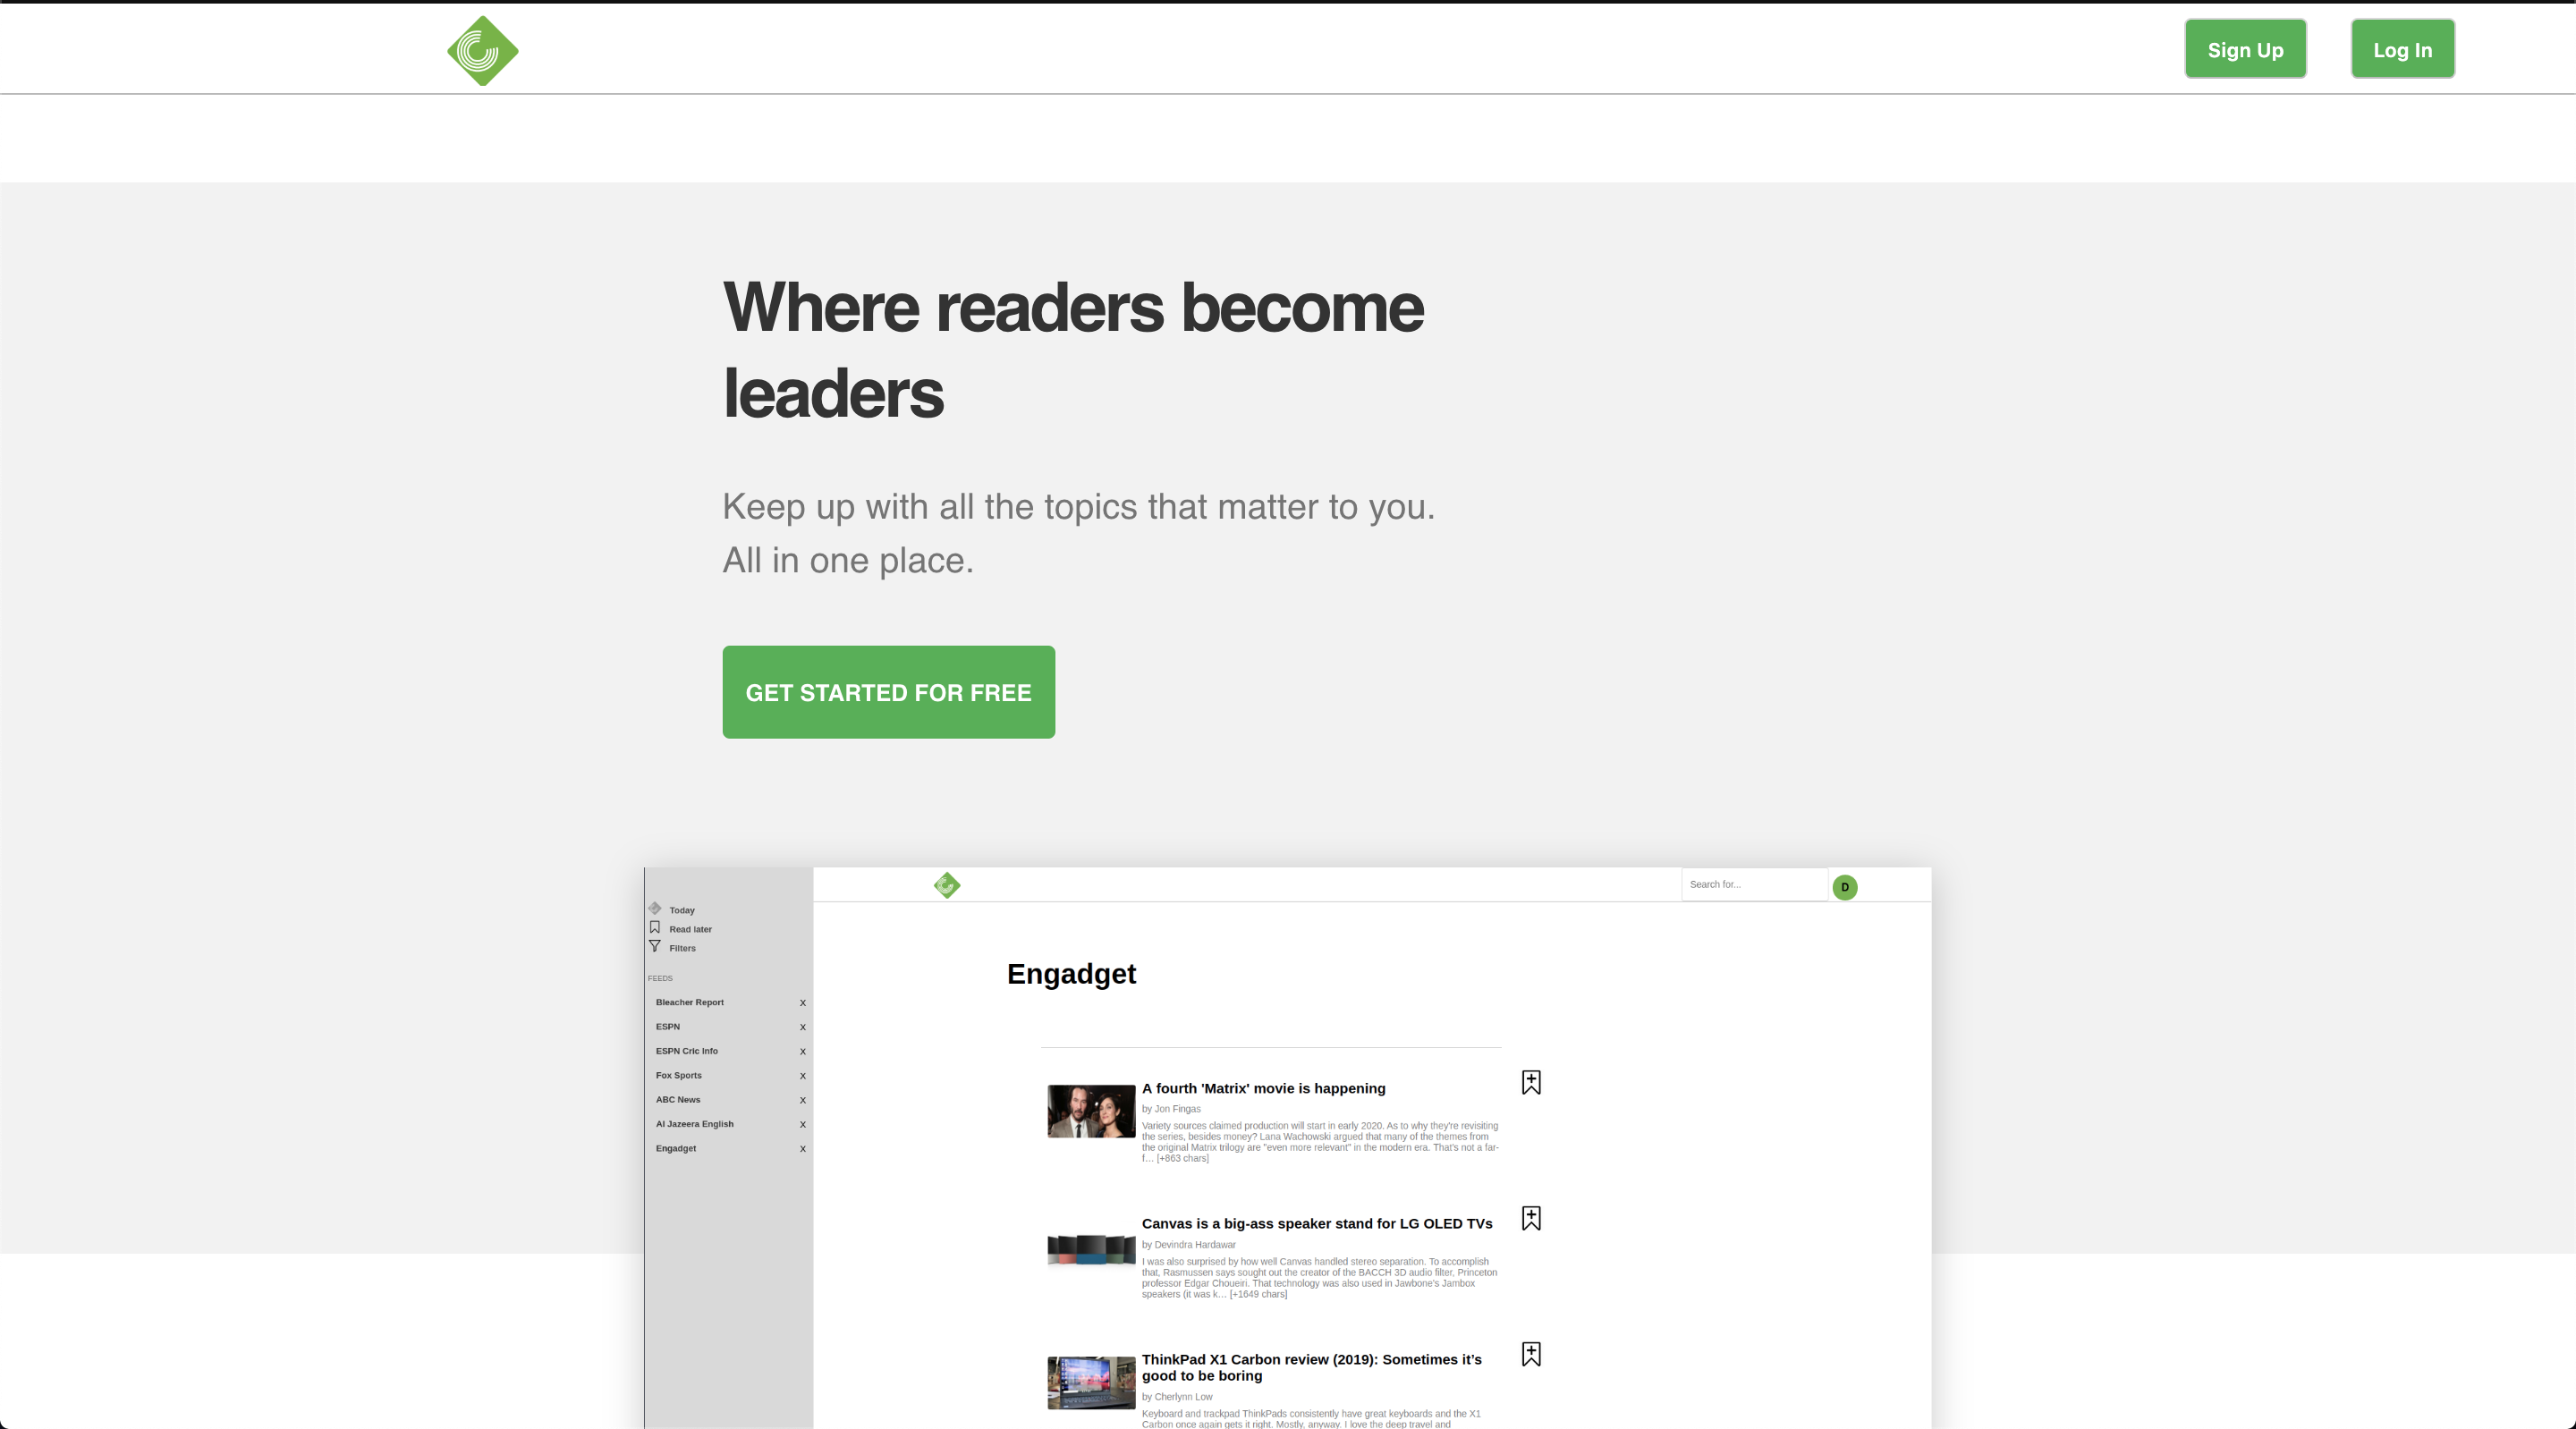 Sign Up
Log In
Where readers become
leaders
Keep up with all the topics that matter to you.
All in one place.
GET STARTED FOR FREE
Search for...
D
Today
Read later
Filters
FEEDS
Bleacher Report X
ESPN X
ESPN Cric Info X
Fox Sports X
ABC News X
Al Jazeera English X
Engadget X
Engadget
A fourth 'Matrix' movie is happening
by Jon Fingas
Variety sources claimed production will start in early 2020. As to why they're revisiting
the series, besides money? Lana Wachowski argued that many of the themes from
the original Matrix trilogy are "even more relevant" in the modern era. That's not a far-
f… [+863 chars]
Canvas is a big-ass speaker stand for LG OLED TVs
by Devindra Hardawar
I was also surprised by how well Canvas handled stereo separation. To accomplish
that, Rasmussen says sought out the creator of the BACCH 3D audio filter, Princeton
professor Edgar Choueiri. That technology was also used in Jawbone's Jambox
speakers (it was k… [+1649 chars]
ThinkPad X1 Carbon review (2019): Sometimes it's
good to be boring
by Cherlynn Low
Keyboard and trackpad ThinkPads consistently have great keyboards and the X1
Carbon once again gets it right. Mostly, anyway. I love the deep travel and